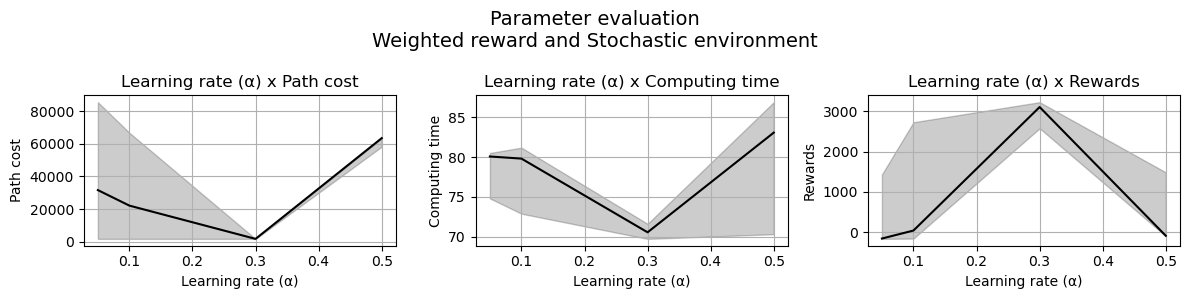 Parameter evaluation
Weighted reward and Stochastic environment
Learning rate (α) x Path cost
Path cost
80000
60000
40000
20000
0
0.1 0.2 0.3 0.4 0.5
Learning rate (α)
Learning rate (α) x Computing time
Computing time
85
80
75
70
0.1 0.2 0.3 0.4 0.5
Learning rate (α)
Learning rate (α) x Rewards
Rewards
3000
2000
1000
0
0.1 0.2 0.3 0.4 0.5
Learning rate (α)